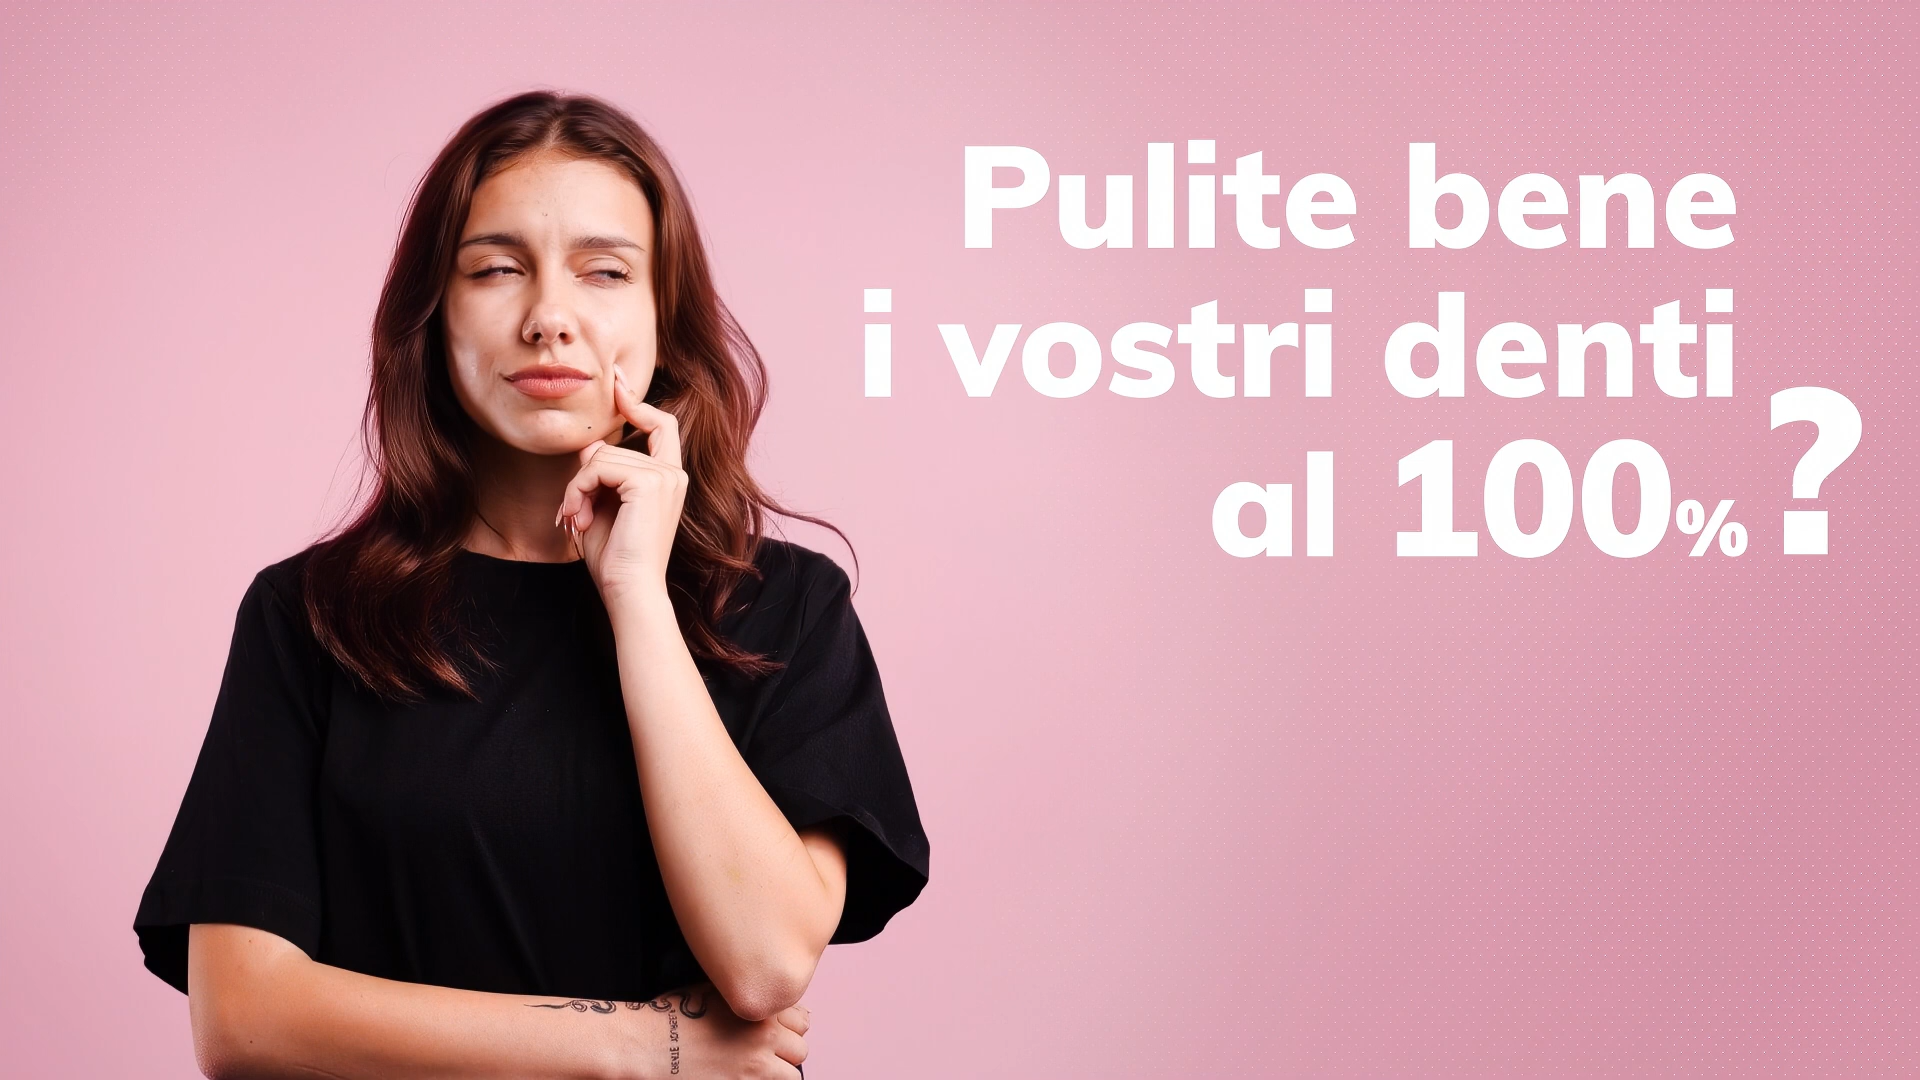 Pulite bene
i vostri denti
al 100%?